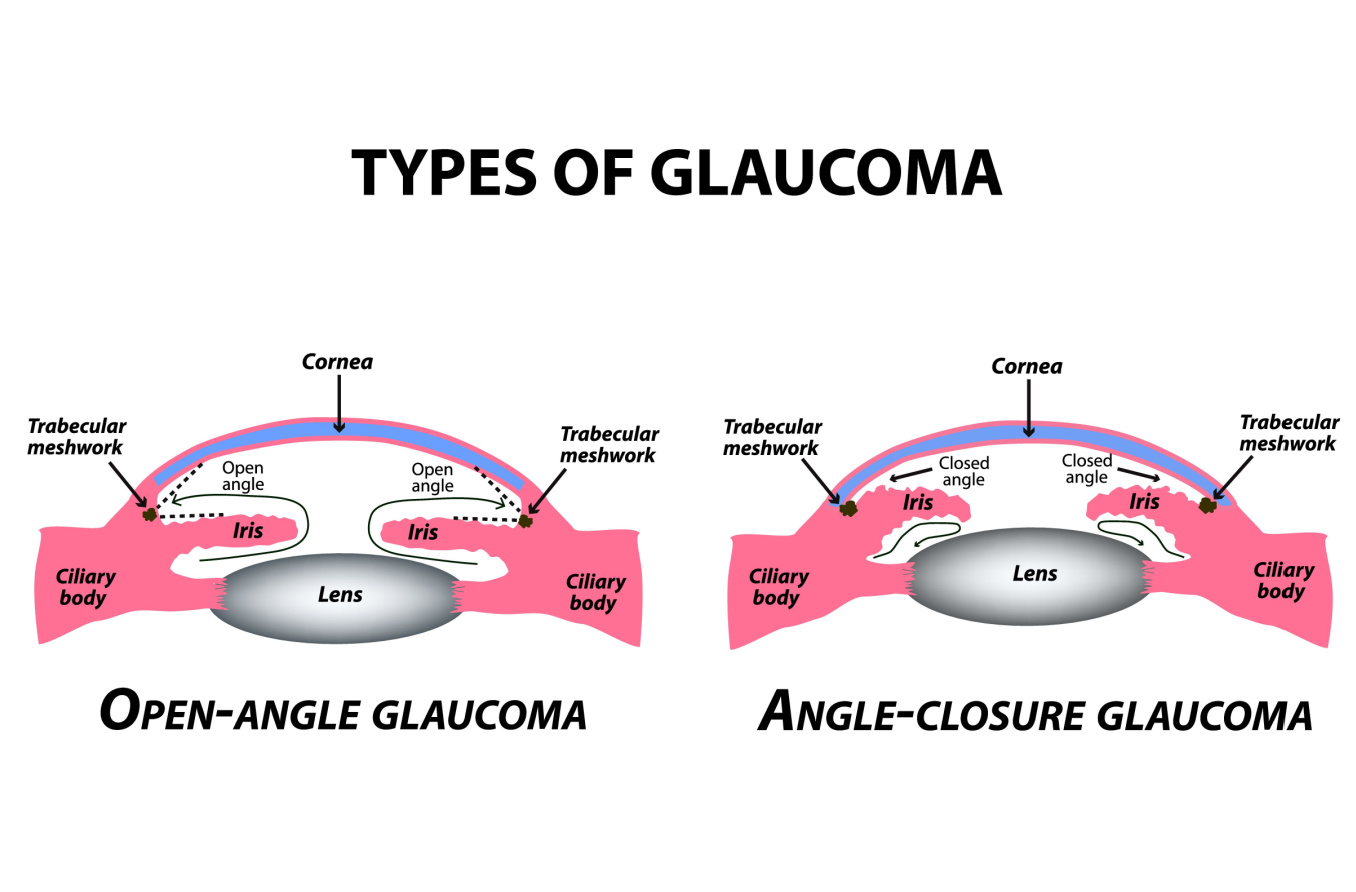 TYPES OF GLAUCOMA
Cornea
Trabecular
meshwork
Trabecular
meshwork
Open
angle
Open
angle
Iris
Iris
Ciliary
body
Lens
Ciliary
body
OPEN-ANGLE GLAUCOMA
Cornea
Trabecular
meshwork
Trabecular
meshwork
Closed
angle
Closed
angle
Iris
Iris
Ciliary
body
Lens
Ciliary
body
ANGLE-CLOSURE GLAUCOMA